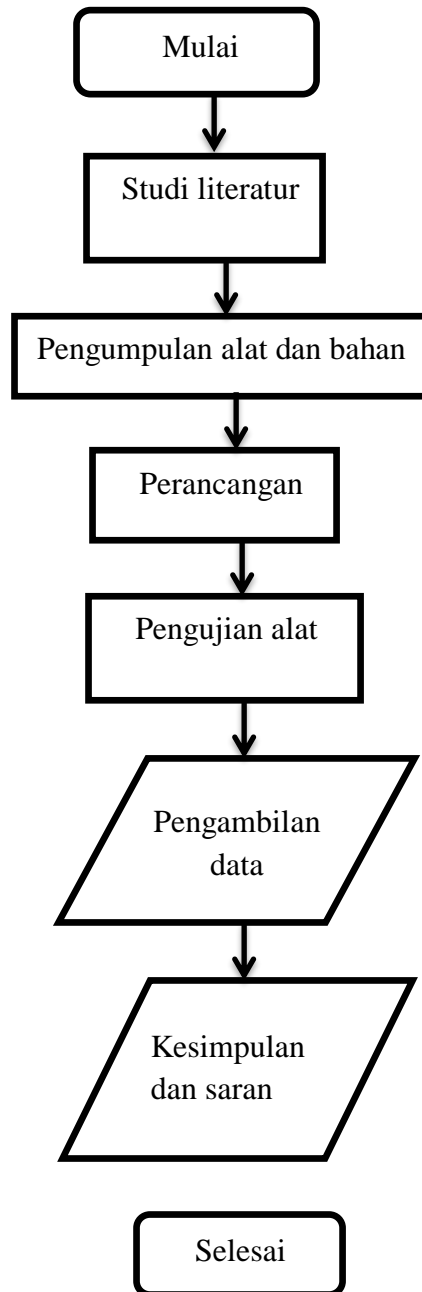 Mulai
Studi literatur
Pengumpulan alat dan bahan
Perancangan
Pengujian alat
Pengambilan
data
Kesimpulan
dan saran
Selesai